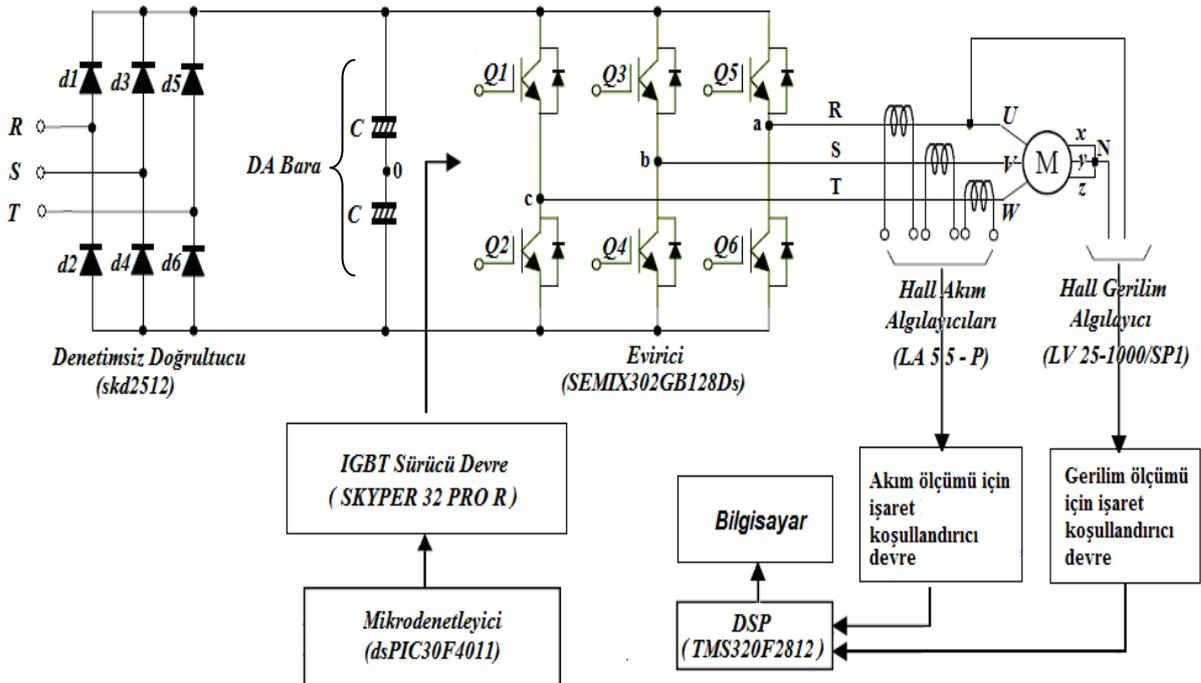 d1
d3
d5
R
S
T
d2
d4
d6
DA Bara
C
0
C
Q1
Q3
Q5
a
b
c
Q2
Q4
Q6
R
S
T
U
V
W
M
x
y
z
N
Denetimsiz Doğrultucu
(skd2512)
Evirici
(SEMIX302GB128Ds)
Hall Akım
Algılayıcıları
(LA 55 - P)
Hall Gerilim
Algılayıcı
(LV 25-1000/SP1)
IGBT Sürücü Devre
( SKYPER 32 PRO R )
Mikrodenetleyici
(dsPIC30F4011)
Bilgisayar
DSP
( TMS320F2812 )
Akım ölçümü için
işaret
koşullandırıcı
devre
Gerilim ölçümü
için işaret
koşullandırıcı
devre